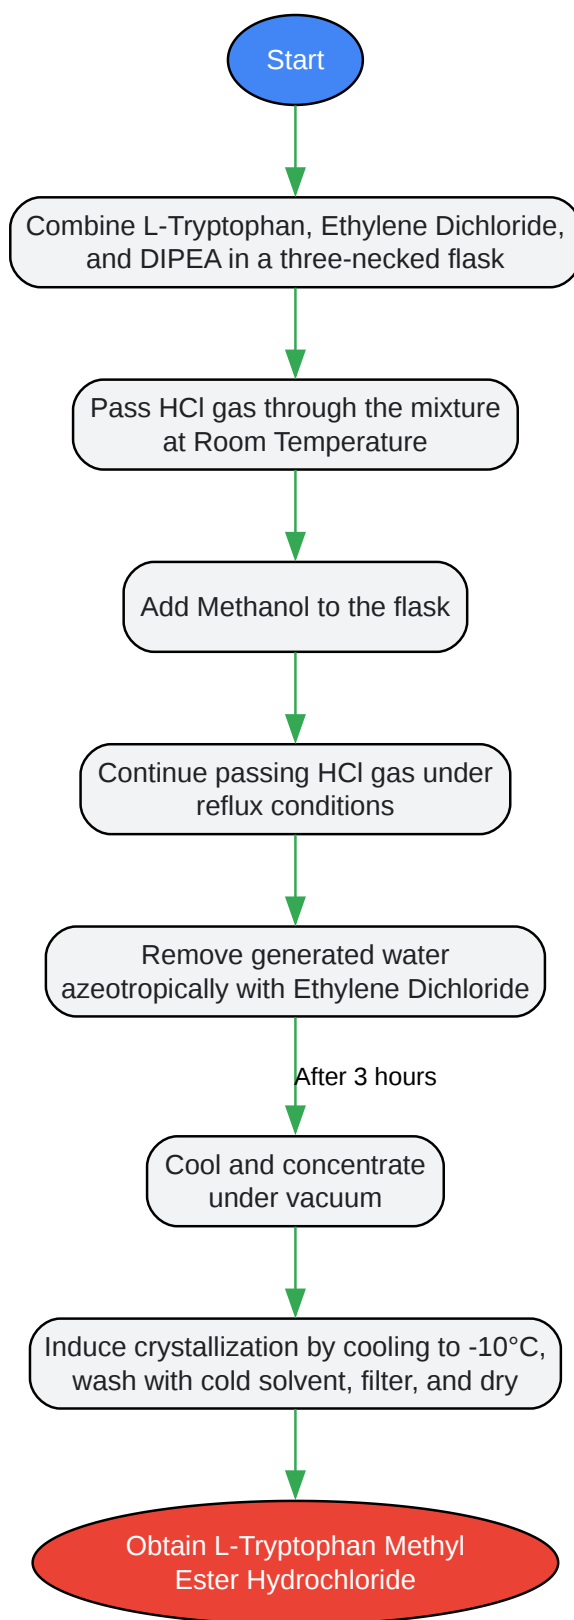 Start
Combine L-Tryptophan, Ethylene Dichloride,
and DIPEA in a three-necked flask
Pass HCl gas through the mixture
at Room Temperature
Add Methanol to the flask
Continue passing HCl gas under
reflux conditions
Remove generated water
azeotropically with Ethylene Dichloride
After 3 hours
Cool and concentrate
under vacuum
Induce crystallization by cooling to -10°C,
wash with cold solvent, filter, and dry
Obtain L-Tryptophan Methyl
Ester Hydrochloride